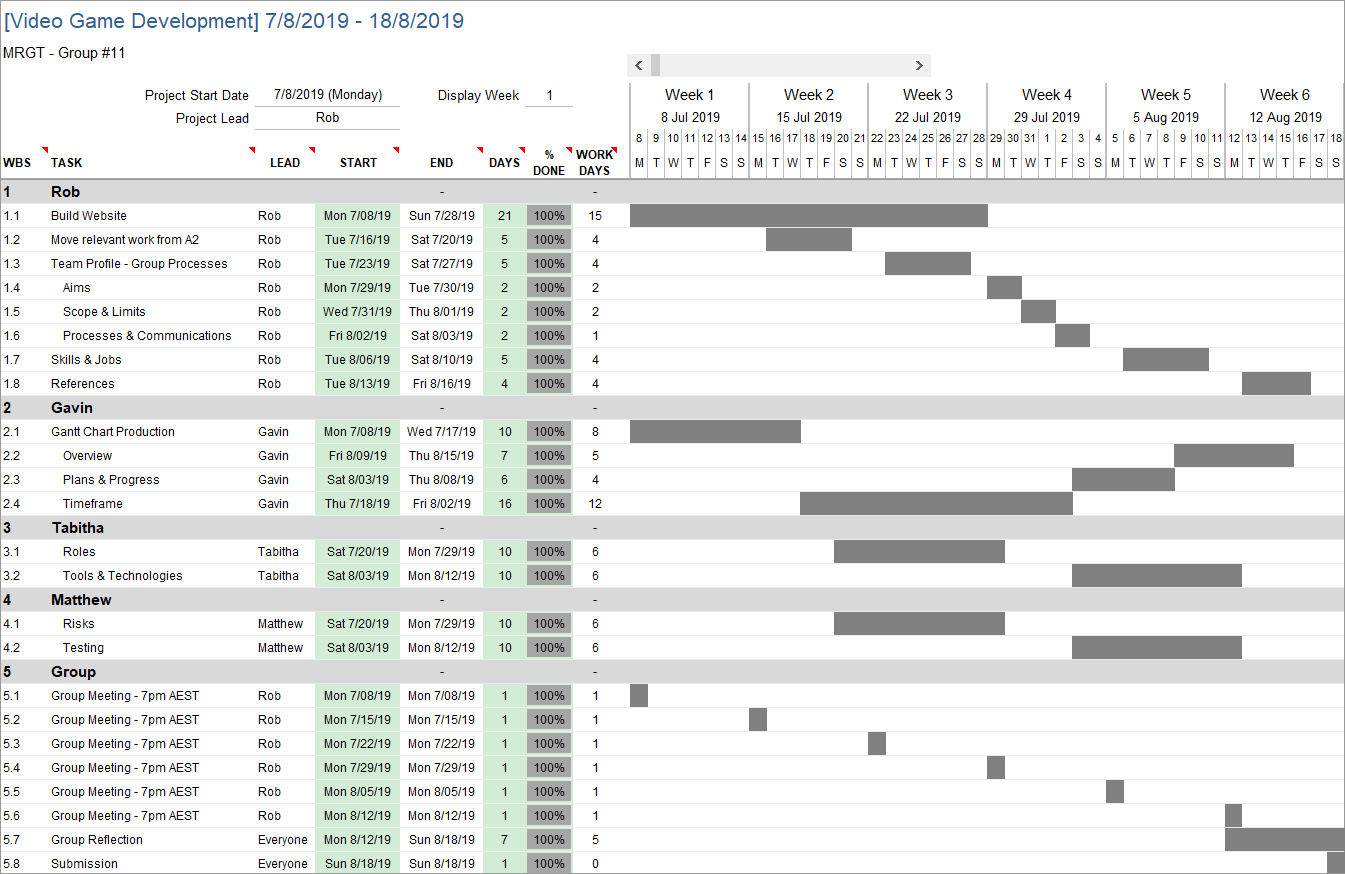 [Video Game Development] 7/8/2019 - 18/8/2019
MRGT - Group #11
Project Start Date 7/8/2019 (Monday) Display Week 1
Project Lead Rob
Week 1 Week 2 Week 3 Week 4 Week 5 Week 6
8 Jul 2019 15 Jul 2019 22 Jul 2019 29 Jul 2019 5 Aug 2019 12 Aug 2019
8 9 10 11 12 13 14 15 16 17 18 19 20 21 22 23 24 25 26 27 28 29 30 31 1 2 3 4 5 6 7 8 9 10 11 12 13 14 15 16 17 18
WBS TASK LEAD START END DAYS % DONE WORK DAYS M T W T F S S M T W T F S S M T W T F S S M T W T F S S M T W T F S S M T W T F S S
1 Rob - -
1.1 Build Website Rob Mon 7/08/19 Sun 7/28/19 21 100% 15
1.2 Move relevant work from A2 Rob Tue 7/16/19 Sat 7/20/19 5 100% 4
1.3 Team Profile - Group Processes Rob Tue 7/23/19 Sat 7/27/19 5 100% 4
1.4 Aims Rob Mon 7/29/19 Tue 7/30/19 2 100% 2
1.5 Scope & Limits Rob Wed 7/31/19 Thu 8/01/19 2 100% 2
1.6 Processes & Communications Rob Fri 8/02/19 Sat 8/03/19 2 100% 1
1.7 Skills & Jobs Rob Tue 8/06/19 Sat 8/10/19 5 100% 4
1.8 References Rob Tue 8/13/19 Fri 8/16/19 4 100% 4
2 Gavin - -
2.1 Gantt Chart Production Gavin Mon 7/08/19 Wed 7/17/19 10 100% 8
2.2 Overview Gavin Fri 8/09/19 Thu 8/15/19 7 100% 5
2.3 Plans & Progress Gavin Sat 8/03/19 Thu 8/08/19 6 100% 4
2.4 Timeframe Gavin Thu 7/18/19 Fri 8/02/19 16 100% 12
3 Tabitha - -
3.1 Roles Tabitha Sat 7/20/19 Mon 7/29/19 10 100% 6
3.2 Tools & Technologies Tabitha Sat 8/03/19 Mon 8/12/19 10 100% 6
4 Matthew - -
4.1 Risks Matthew Sat 7/20/19 Mon 7/29/19 10 100% 6
4.2 Testing Matthew Sat 8/03/19 Mon 8/12/19 10 100% 6
5 Group - -
5.1 Group Meeting - 7pm AEST Rob Mon 7/08/19 Mon 7/08/19 1 100% 1
5.2 Group Meeting - 7pm AEST Rob Mon 7/15/19 Mon 7/15/19 1 100% 1
5.3 Group Meeting - 7pm AEST Rob Mon 7/22/19 Mon 7/22/19 1 100% 1
5.4 Group Meeting - 7pm AEST Rob Mon 7/29/19 Mon 7/29/19 1 100% 1
5.5 Group Meeting - 7pm AEST Rob Mon 8/05/19 Mon 8/05/19 1 100% 1
5.6 Group Meeting - 7pm AEST Rob Mon 8/12/19 Mon 8/12/19 1 100% 1
5.7 Group Reflection Everyone Mon 8/12/19 Sun 8/18/19 7 100% 5
5.8 Submission Everyone Sun 8/18/19 Sun 8/18/19 1 100% 0